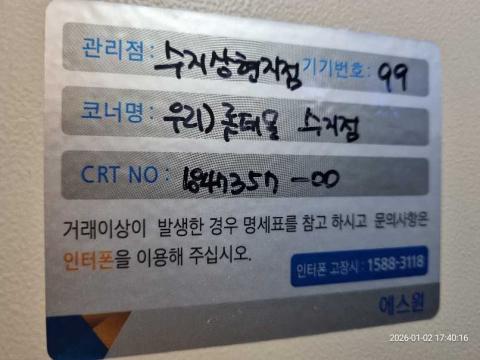 관리점 : 수지상현지점 기기번호 : 99
코너명 : 우리) 롯데몰 수지점
CRT NO : 1847357-00
거래이상이 발생한 경우 명세표를 참고 하시고 문의사항은
인터폰을 이용해 주십시오.
인터폰 고장시 : 1588-3118
에스원
2026-01-02 17:40:16